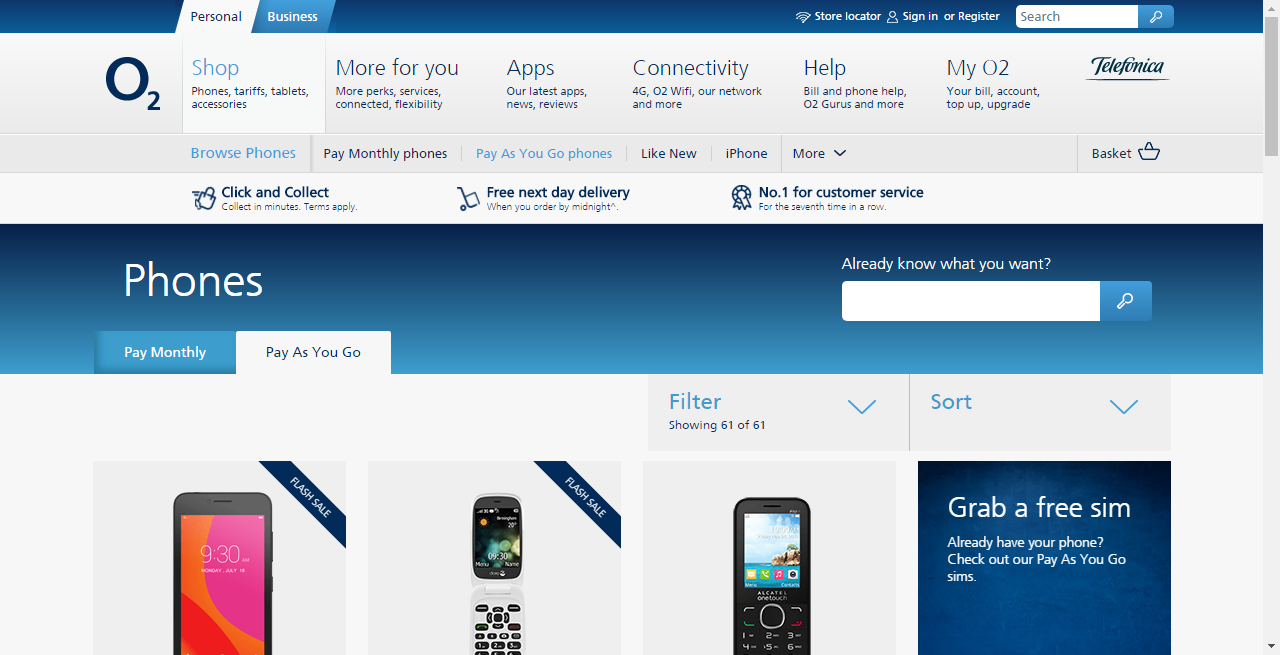 Personal
Business
Store locator
Sign in or Register
Search
O2
Shop
Phones, tariffs, tablets,
accessories
More for you
More perks, services,
connected, flexibility
Apps
Our latest apps,
news, reviews
Connectivity
4G, O2 Wifi, our network
and more
Help
Bill and phone help,
O2 Gurus and more
My O2
Your bill, account,
top up, upgrade
Telefónica
Browse Phones
Pay Monthly phones
Pay As You Go phones
Like New
iPhone
More
Basket
Click and Collect
Collect in minutes. Terms apply.
Free next day delivery
When you order by midnight^.
No.1 for customer service
For the seventh time in a row.
Phones
Already know what you want?
Pay Monthly
Pay As You Go
Filter
Showing 61 of 61
Sort
FLASH SALE
9:30 AM
MONDAY, JULY 18
FLASH SALE
Birmingham
20°
09:30
Menu Name
doro
Menu Contacts
ALCATEL
onetouch
Grab a free sim
Already have your phone?
Check out our Pay As You Go
sims.